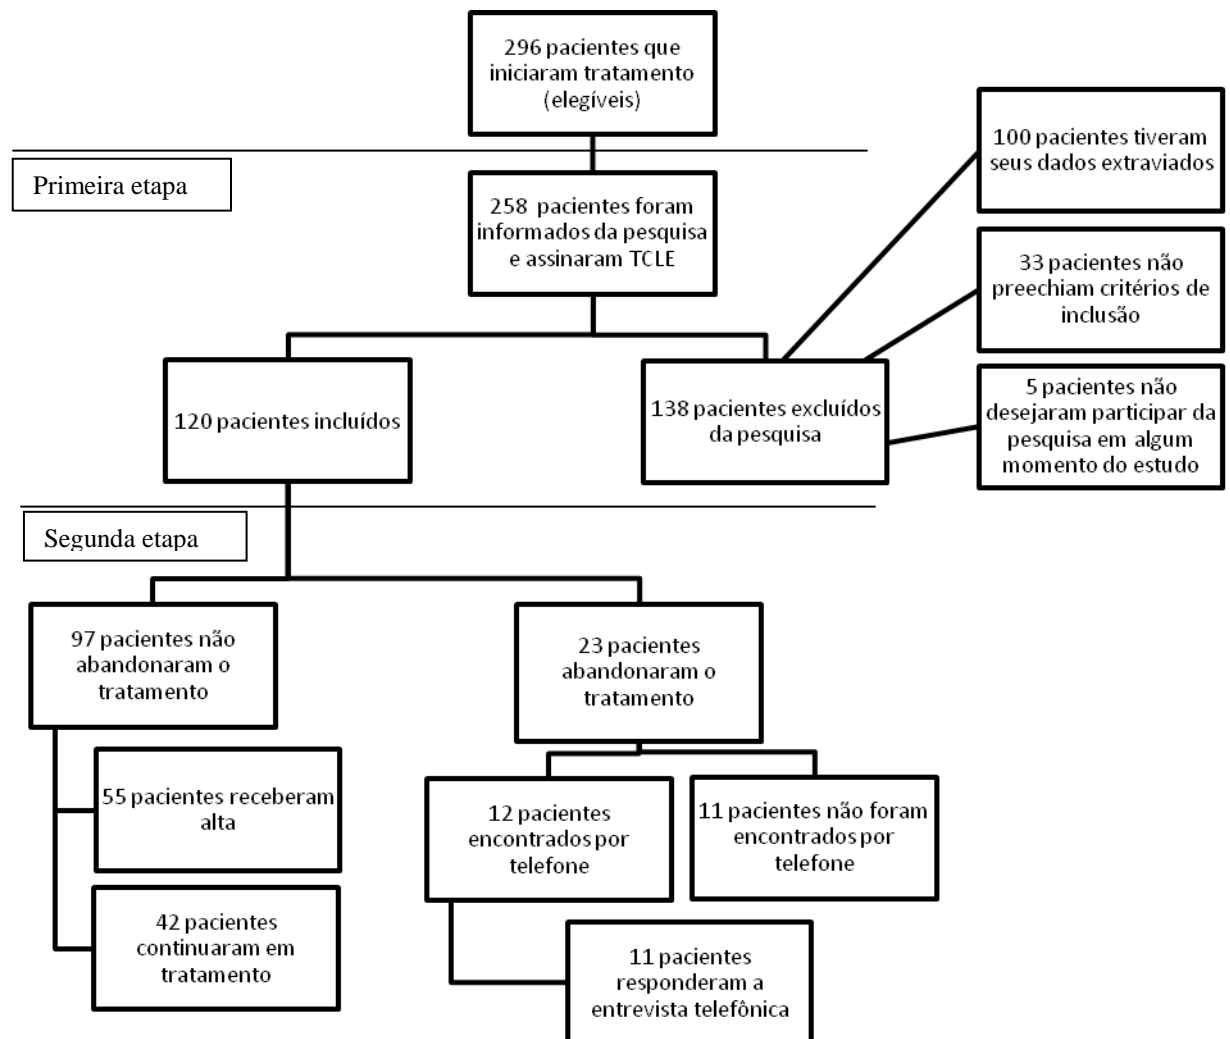 296 pacientes que
iniciaram tratamento
(elegíveis)
Primeira etapa
258 pacientes foram
informados da pesquisa
e assinaram TCLE
100 pacientes tiveram
seus dados extraviados
33 pacientes não
preechiam critérios de
inclusão
5 pacientes não
desejaram participar da
pesquisa em algum
momento do estudo
120 pacientes incluídos
138 pacientes excluídos
da pesquisa
Segunda etapa
97 pacientes não
abandonaram o
tratamento
23 pacientes
abandonaram o
tratamento
55 pacientes receberam
alta
42 pacientes
continuaram em
tratamento
12 pacientes
encontrados por
telefone
11 pacientes não foram
encontrados por
telefone
11 pacientes
responderam a
entrevista telefônica